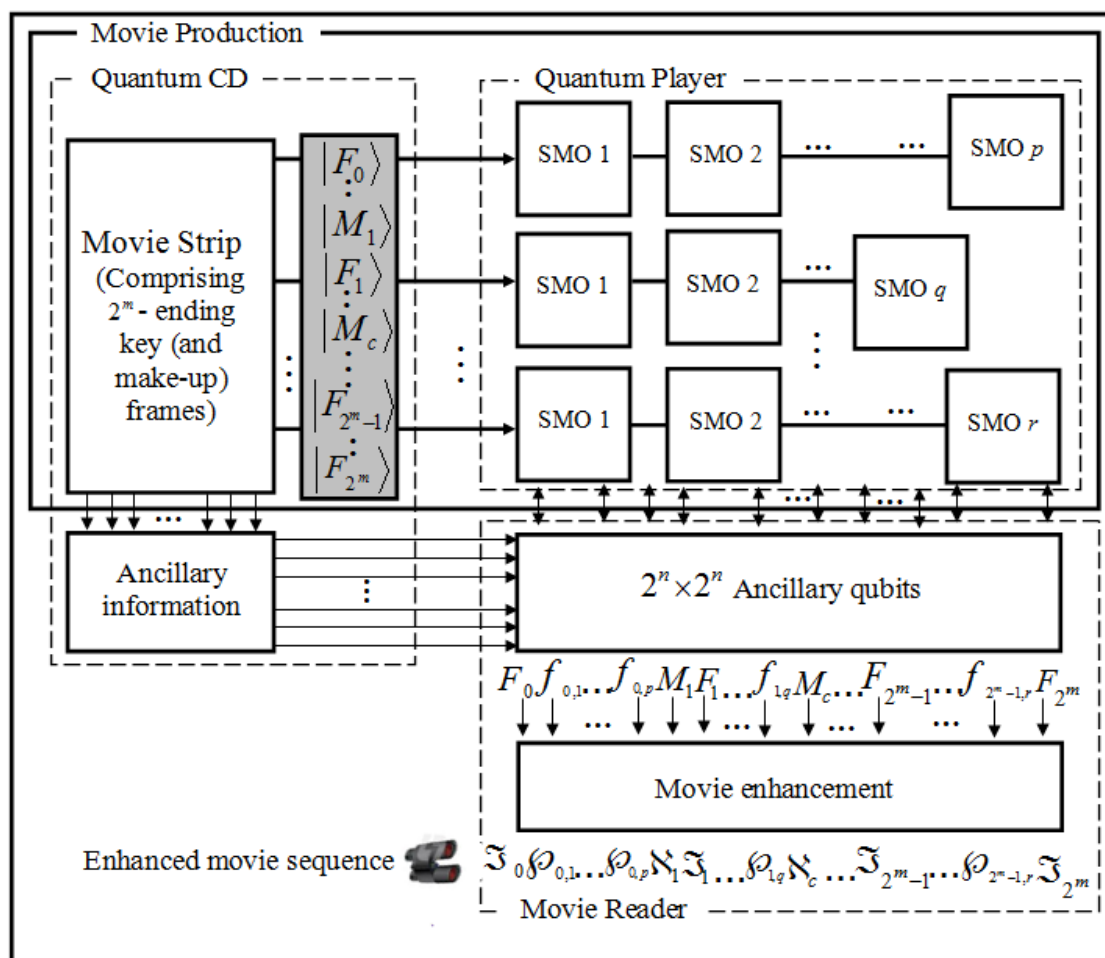 Movie Production
Quantum CD
Quantum Player
Movie Strip
(Comprising
2^m - ending
key (and
make-up)
frames)
|F_0⟩
⋮
|M_1⟩
|F_1⟩
⋮
|M_c⟩
⋮
|F_{2^m-1}⟩
⋮
|F_{2^m}⟩
SMO 1
SMO 2
... ...
SMO p
SMO 1
SMO 2
...
SMO q
SMO 1
SMO 2
... ...
SMO r
Ancillary
information
2^n × 2^n Ancillary qubits
F_0 f_{0,1} ... f_{0,p} M_1 F_1 ... f_{1,q} M_c ... F_{2^m-1} ... f_{2^m-1,r} F_{2^m}
Movie enhancement
Enhanced movie sequence
ℑ_0 ℘_{0,1} ... ℘_{0,p} ℵ_1 ℑ_1 ... ℘_{1,q} ℵ_c ... ℑ_{2^m-1} ... ℘_{2^m-1,r} ℑ_{2^m}
Movie Reader